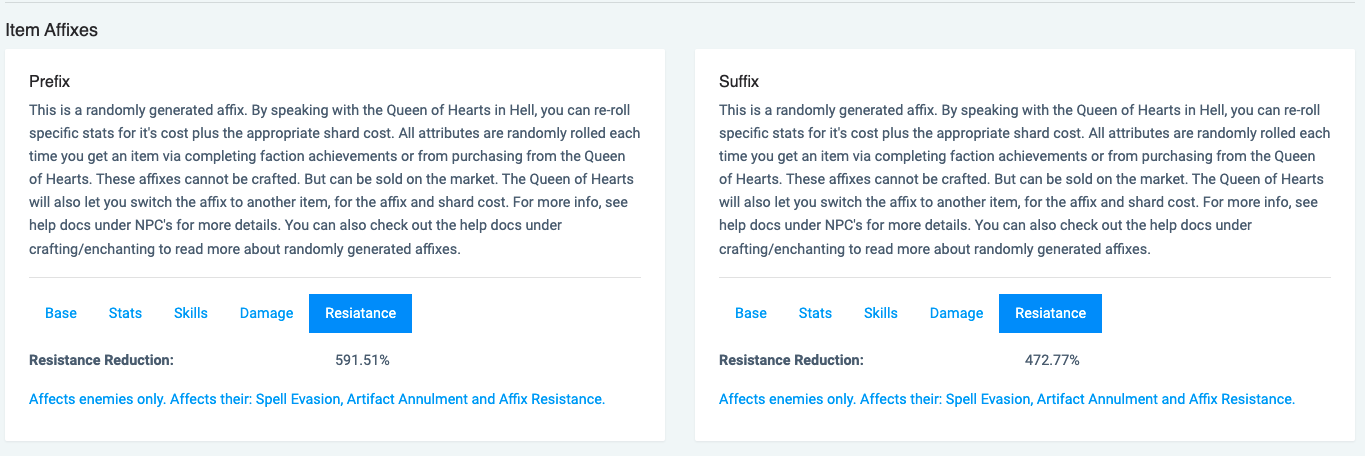 Item Affixes
Prefix
This is a randomly generated affix. By speaking with the Queen of Hearts in Hell, you can re-roll
specific stats for it's cost plus the appropriate shard cost. All attributes are randomly rolled each
time you get an item via completing faction achievements or from purchasing from the Queen
of Hearts. These affixes cannot be crafted. But can be sold on the market. The Queen of Hearts
will also let you switch the affix to another item, for the affix and shard cost. For more info, see
help docs under NPC's for more details. You can also check out the help docs under
crafting/enchanting to read more about randomly generated affixes.
Base Stats Skills Damage Resiatance
Resistance Reduction: 591.51%
Affects enemies only. Affects their: Spell Evasion, Artifact Annulment and Affix Resistance.
Suffix
This is a randomly generated affix. By speaking with the Queen of Hearts in Hell, you can re-roll
specific stats for it's cost plus the appropriate shard cost. All attributes are randomly rolled each
time you get an item via completing faction achievements or from purchasing from the Queen
of Hearts. These affixes cannot be crafted. But can be sold on the market. The Queen of Hearts
will also let you switch the affix to another item, for the affix and shard cost. For more info, see
help docs under NPC's for more details. You can also check out the help docs under
crafting/enchanting to read more about randomly generated affixes.
Base Stats Skills Damage Resiatance
Resistance Reduction: 472.77%
Affects enemies only. Affects their: Spell Evasion, Artifact Annulment and Affix Resistance.